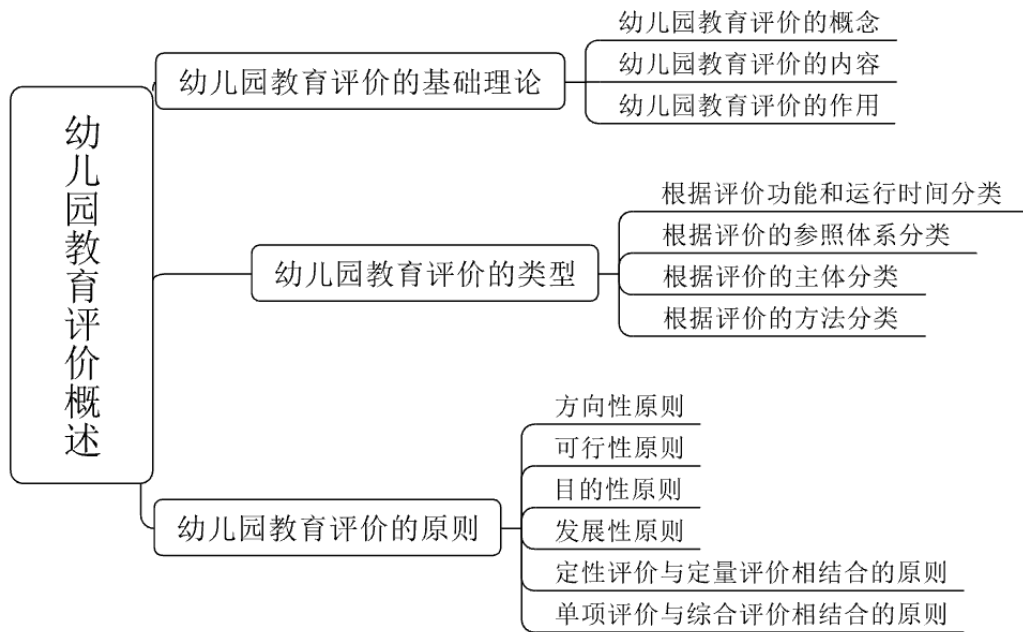 幼儿园教育评价概述
幼儿园教育评价的基础理论
幼儿园教育评价的概念
幼儿园教育评价的内容
幼儿园教育评价的作用
幼儿园教育评价的类型
根据评价功能和运行时间分类
根据评价的参照体系分类
根据评价的主体分类
根据评价的方法分类
幼儿园教育评价的原则
方向性原则
可行性原则
目的性原则
发展性原则
定性评价与定量评价相结合的原则
单项评价与综合评价相结合的原则